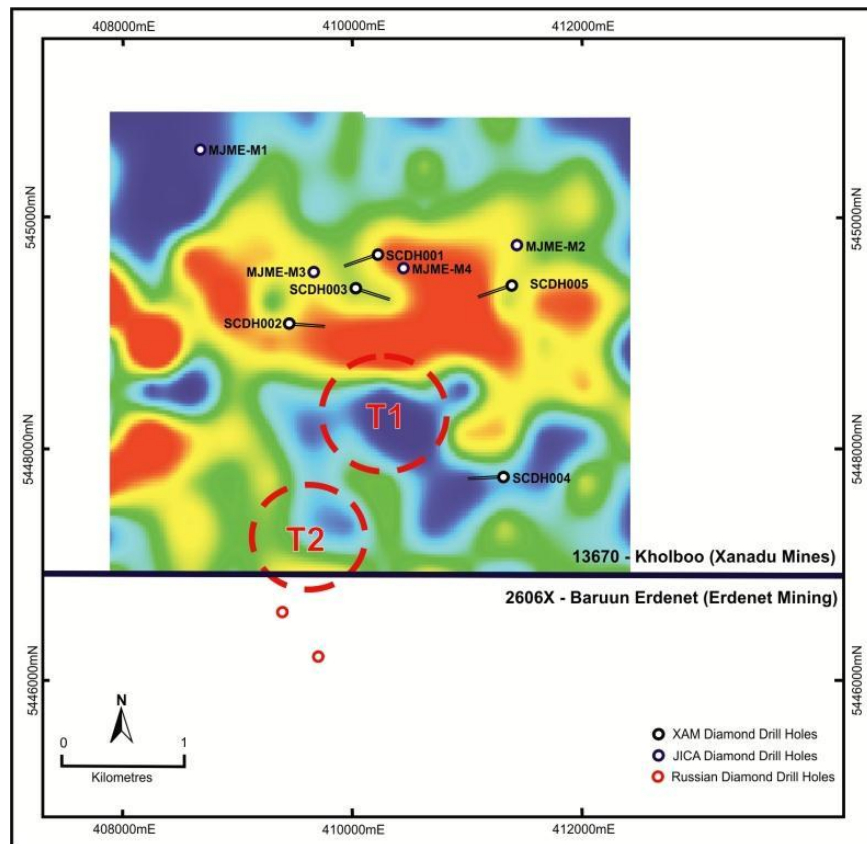 408000mE
410000mE
412000mE
MJME-M1
545000mN
545000mN
MJME-M2
SCDH001
MJME-M3
MJME-M4
SCDH003
SCDH005
SCDH002
T1
5448000mN
5448000mN
SCDH004
T2
13670 - Kholboo (Xanadu Mines)
2606X - Baruun Erdenet (Erdenet Mining)
5446000mN
5446000mN
N
0 1
Kilometres
XAM Diamond Drill Holes
JICA Diamond Drill Holes
Russian Diamond Drill Holes
408000mE
410000mE
412000mE